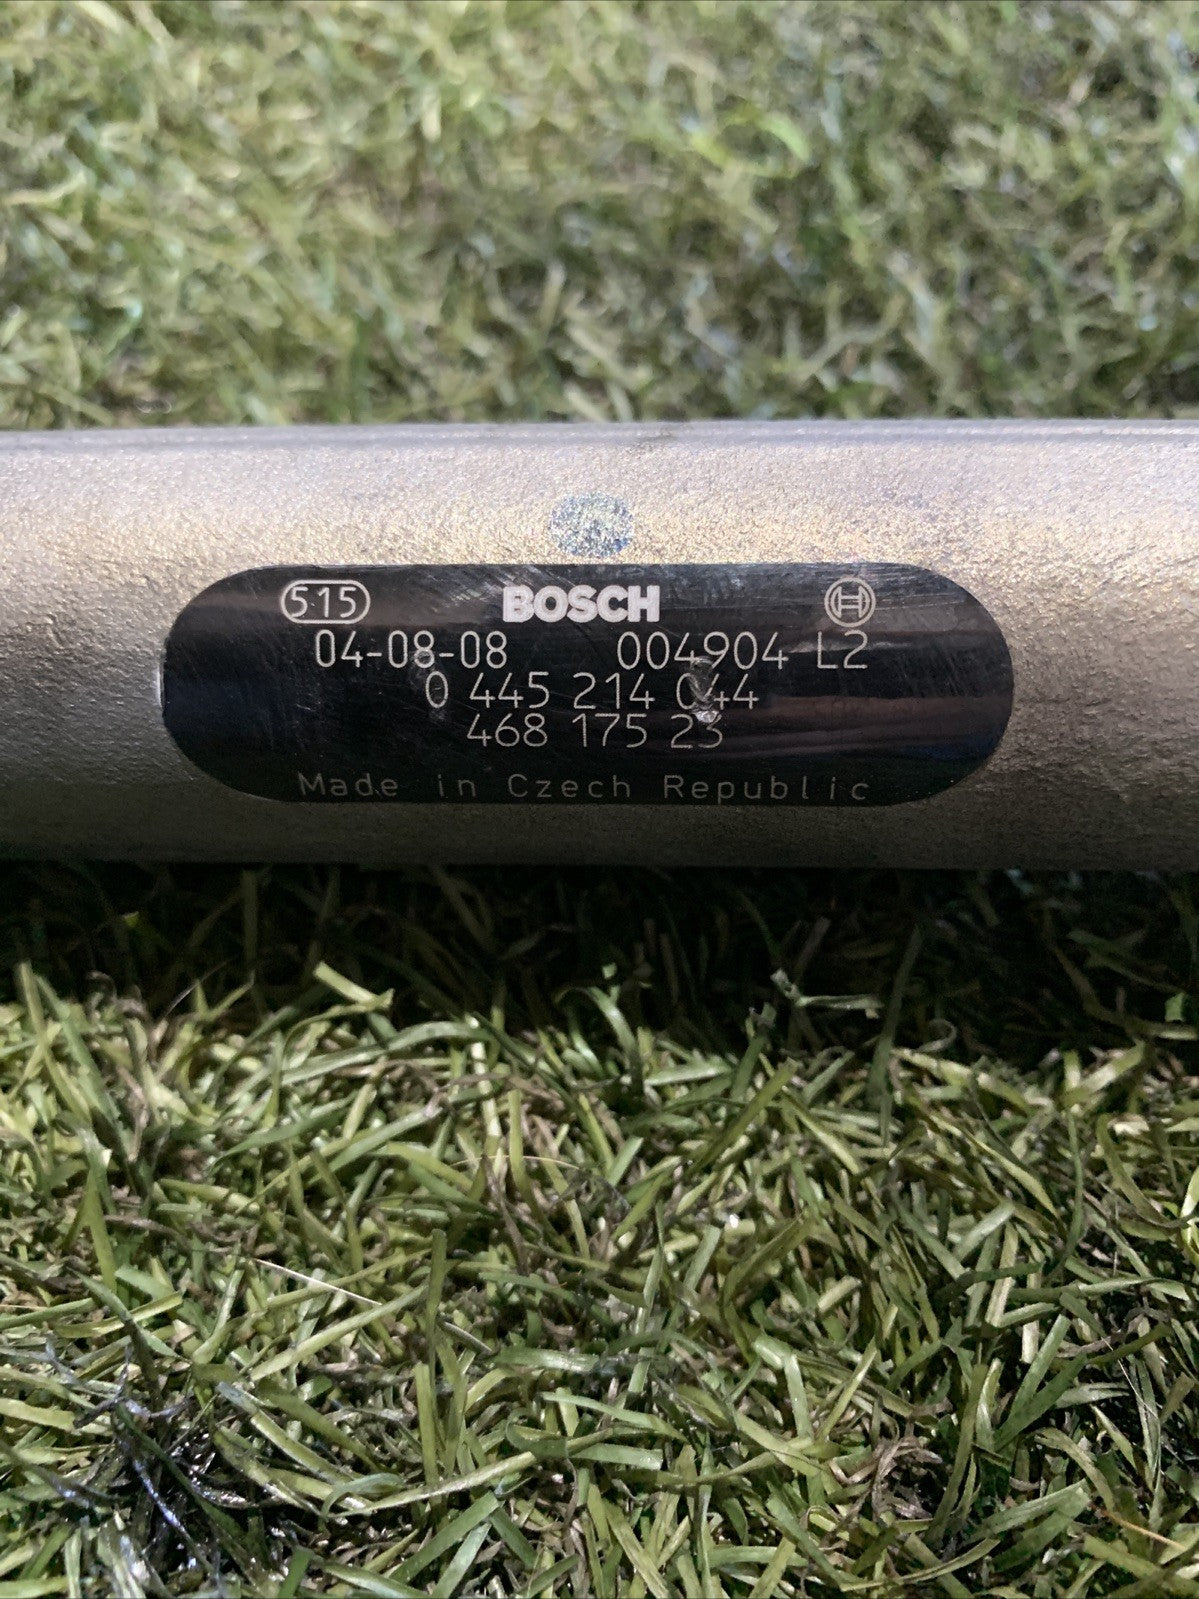 515 BOSCH
04-08-08 004904 L2
0 445 214 044
468 175 23
Made in Czech Republic